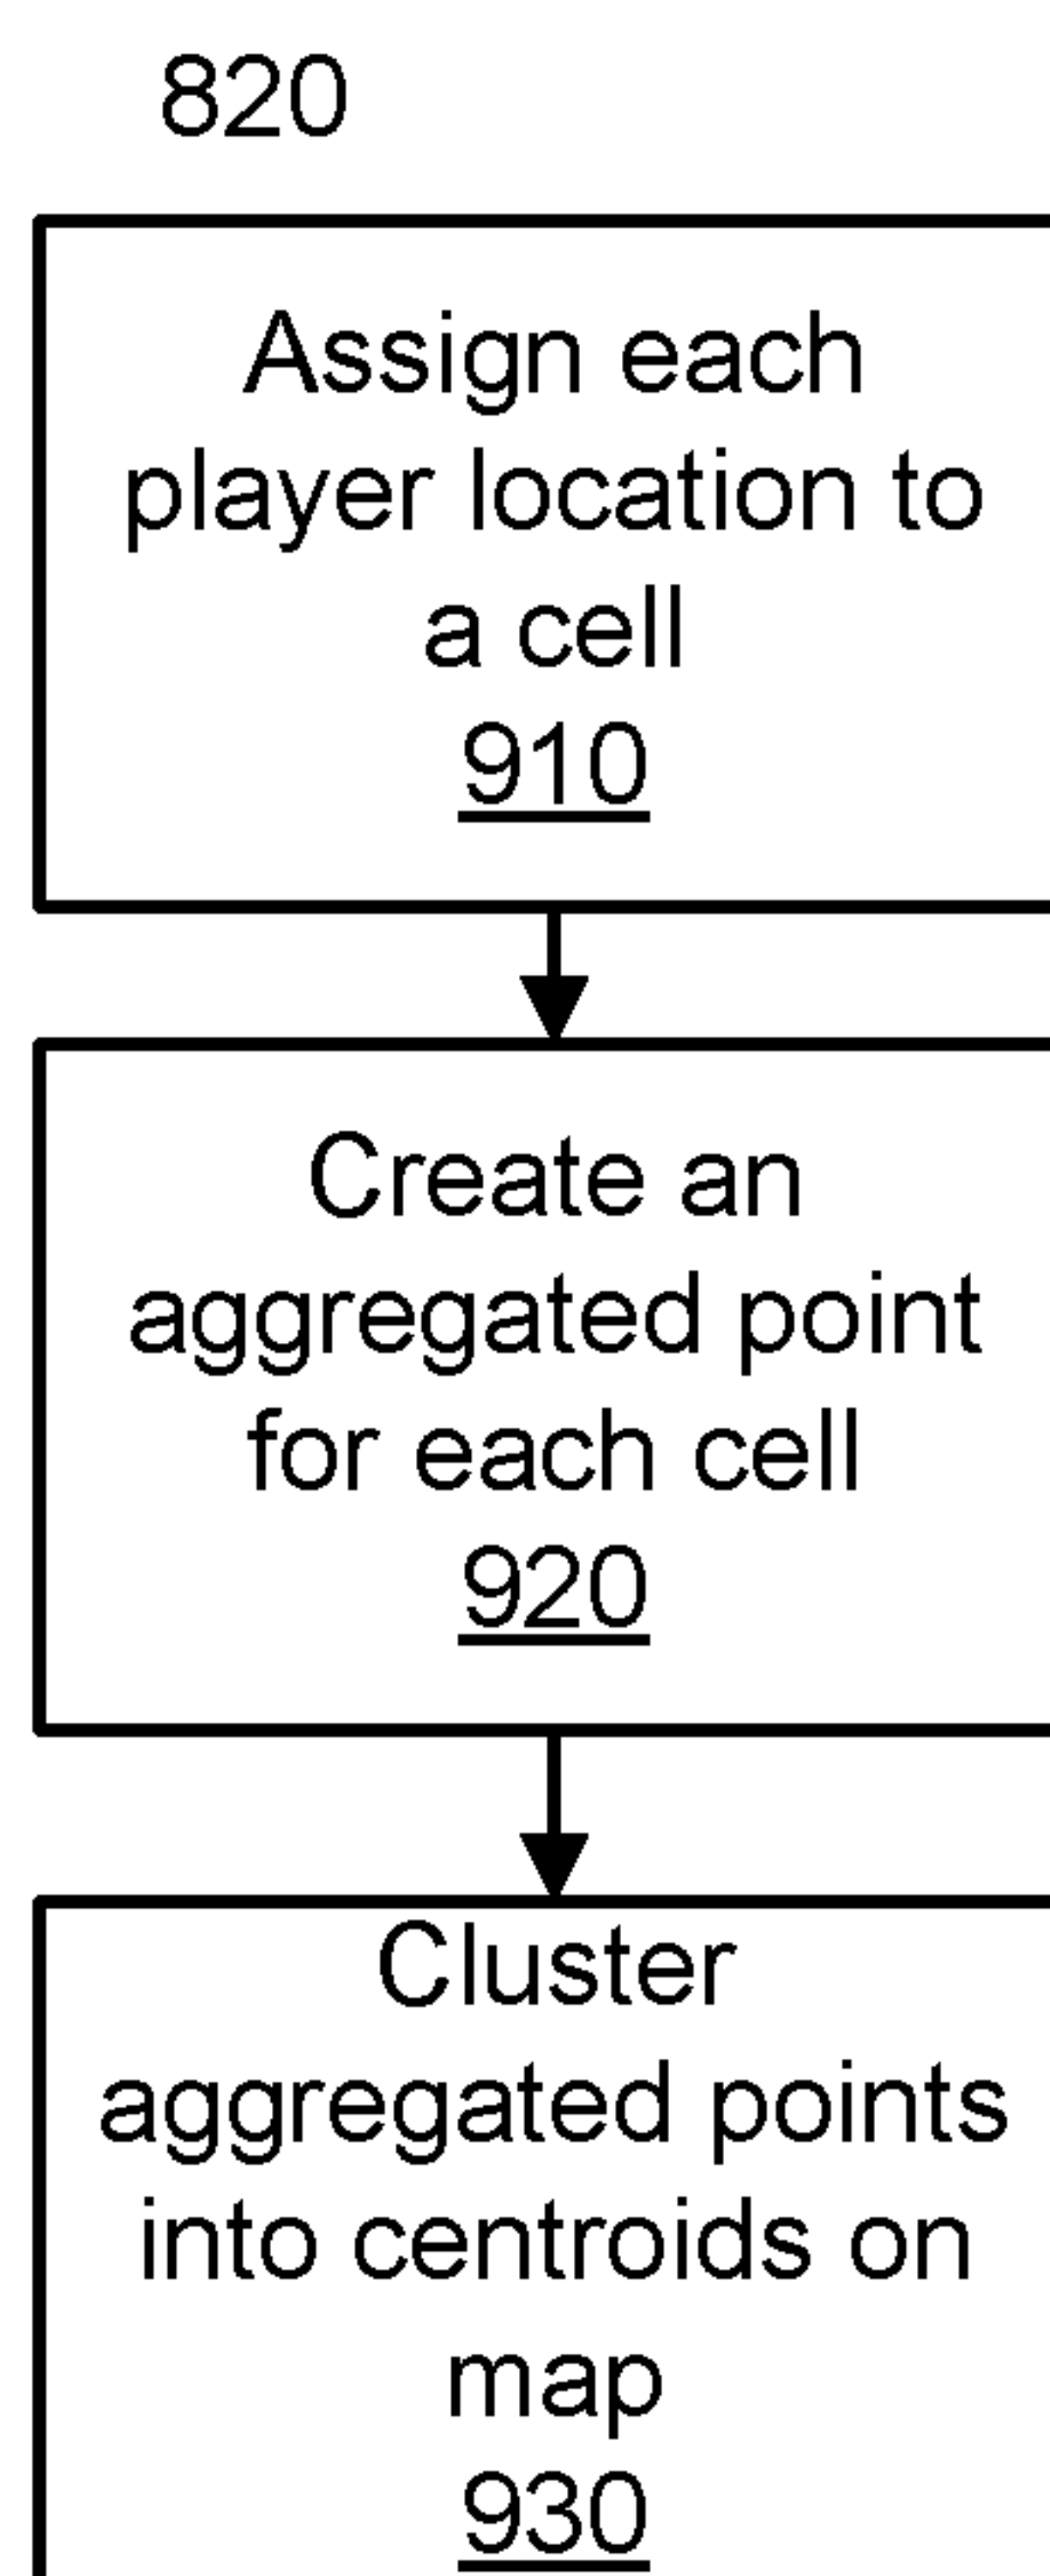 820
Assign each
player location to
a cell
910
Create an
aggregated point
for each cell
920
Cluster
aggregated points
into centroids on
map
930